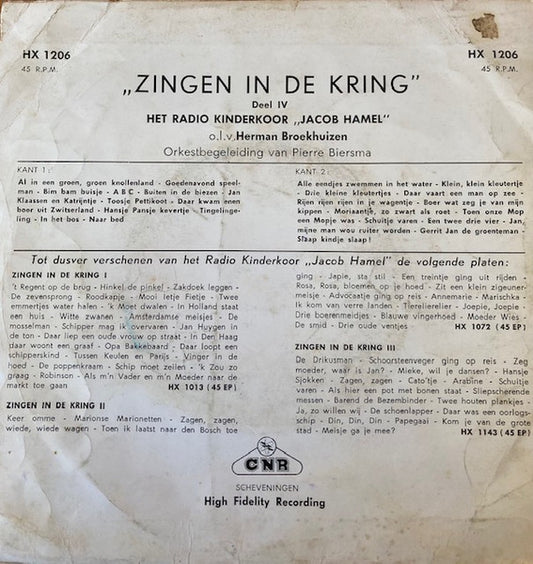 HX 1206
45 R.P.M.
HX 1206
45 R.P.M.
„ZINGEN IN DE KRING"
Deel IV
HET RADIO KINDERKOOR „JACOB HAMEL"
o.l.v. Herman Broekhuizen
Orkestbegeleiding van Pierre Biersma
KANT 1:
Al in een groen, groen knollenland - Goedenavond speel-
man - Bim bam buisje - A B C - Buiten in de biezen - Jan
Klaassen en Katrijntje - Toosje Pettikoot - Daar kwam enen
boer uit Zwitserland - Hansje Pansje kevertje - Tingelinge-
ling - In het bos - Naar bed
KANT 2:
Alle eendjes zwemmen in het water - Klein, klein kleutertje
- Drie kleine kleutertjes - Daar vaart een man op zee -
Rijen rijen rijen in je wagentje - Boer wat zeg je van mijn
kippen - Moriaantje, zo zwart als roet - Toen onze Mop
een Mopje was - Schuitje varen - Een twee drie vier - Jan,
mijne man wou ruiter worden - Gerrit Jan de groenteman -
Slaap kindje slaap!
Tot dusver verschenen van het Radio Kinderkoor „Jacob Hamel" de volgende platen:
ZINGEN IN DE KRING I
't Regent op de brug - Hinkel de pinkel - Zakdoek leggen -
De zevensprong - Roodkapje - Mooi Ietje Fietje - Twee
emmertjes water halen - 'k Moet dwalen - In Holland staat
een huis - Witte zwanen - Amsterdamse meisjes - De
mosselman - Schipper mag ik overvaren - Jan Huygen in
de ton - Daar liep een oude vrouw op straat - In Den Haag
daar woont een graaf - Opa Bakkebaard - Daar loopt een
schipperskind - Tussen Keulen en Parijs - Vinger in de
hoed - De poppenkraam - Schip moet zeilen - 'k Zou zo
graag - Robinson - Als m'n Vader en m'n Moeder naar de
markt toe gaan HX 1013 (45 EP)
ZINGEN IN DE KRING II
Keer omme - Marionse Marionetten - Zagen, zagen,
wiede, wiede wagen - Toen ik laatst naar den Bosch toe
ging - Japie, sta stil - Een treintje ging uit rijden -
Rosa, Rosa, bloemen op je hoed - Zit een klein zigeuner-
meisje - Advocaatje ging op reis - Annemarie - Marischka -
Ik kom van verre landen - Tierelierelier - Joepie, Joepie -
Drie boerenmeidjes - Blauwe vingerhoed - Moeder Wiės -
De smid - Drie oude ventjes HX 1072 (45 EP)
ZINGEN IN DE KRING III
De Drikusman - Schoorsteenveger ging op reis - Zeg
moeder, waar is Jan? - Mieke, wil je dansen? - Hansje
Sjokken - Zagen, zagen - Cato'tje - Arabine - Schuitje
varen - Als hier een pot met bonen staat - Sliepscherende
messen - Barend de Bezembinder - Twee houten plankjes -
Ja, zo willen wij - De schoenlapper - Daar was een oorlogs-
schip - Din, Din, Din - Papegaai - Kom je van de grote
stad - Meisje ga je mee? HX 1143 (45 EP)
CNR
SCHEVENINGEN
High Fidelity Recording